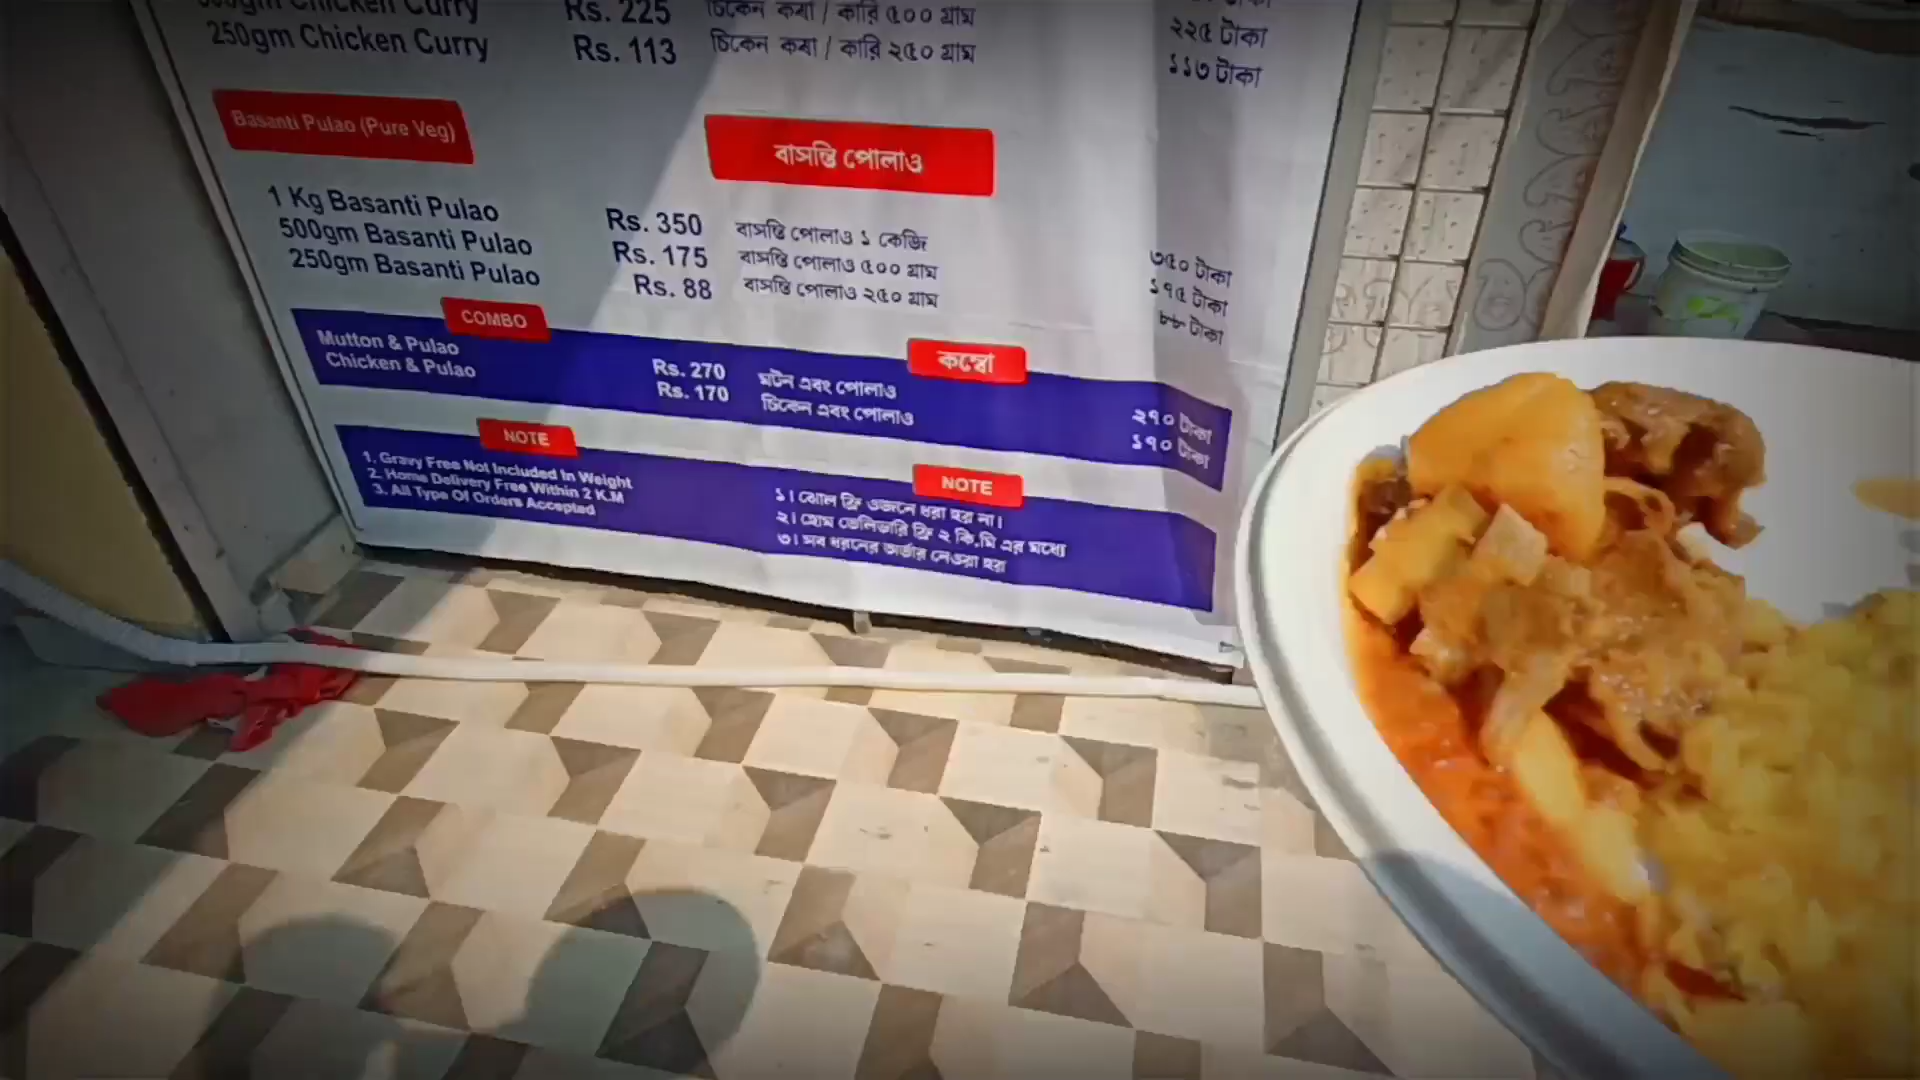 500gm Chicken Curry Rs. 225 চিকেন কষা / কারি ৫০০ গ্রাম ২২৫ টাকা
250gm Chicken Curry Rs. 113 চিকেন কষা / কারি ২৫০ গ্রাম ১১৩ টাকা
Basanti Pulao (Pure Veg) বাসন্তি পোলাও
1 Kg Basanti Pulao Rs. 350 বাসন্তি পোলাও ১ কেজি ৩৫০ টাকা
500gm Basanti Pulao Rs. 175 বাসন্তি পোলাও ৫০০ গ্রাম ১৭৫ টাকা
250gm Basanti Pulao Rs. 88 বাসন্তি পোলাও ২৫০ গ্রাম ৮৮ টাকা
COMBO কম্বো
Mutton & Pulao Rs. 270 মটন এবং পোলাও ২৭০ টাকা
Chicken & Pulao Rs. 170 চিকেন এবং পোলাও ১৭০ টাকা
NOTE NOTE
1. Gravy Free Not Included In Weight ১। ঝোল ফ্রি ওজনে ধরা হয় না।
2. Home Delivery Free Within 2 K.M ২। হোম ডেলিভারি ফ্রি ২ কি.মি এর মধ্যে
3. All Type Of Orders Accepted ৩। সব ধরনের অর্ডার নেওয়া হয়